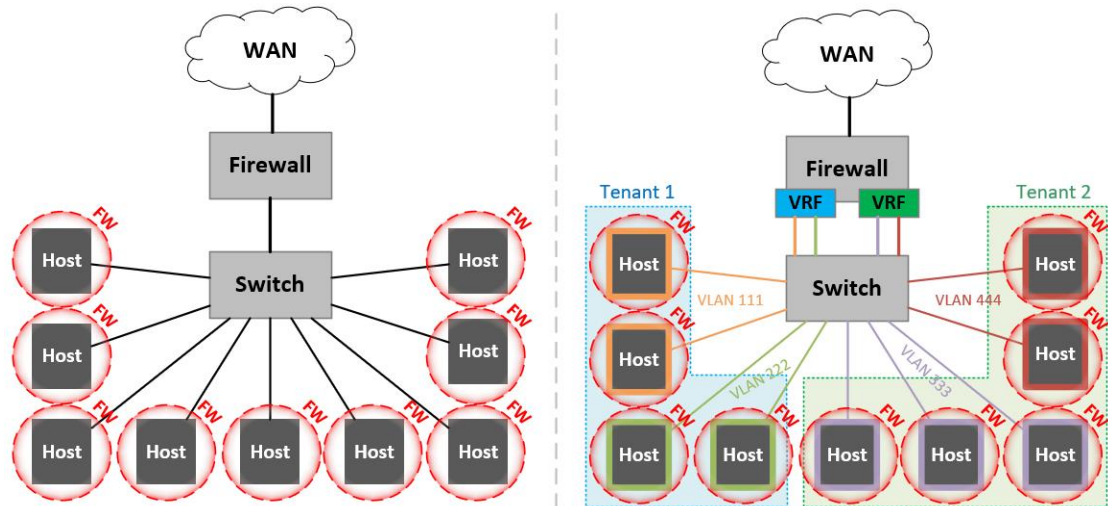 WAN
Firewall
Switch
FW
Host
FW
Host
FW
Host
FW
Host
FW
Host
FW
Host
FW
Host
FW
Host
FW
Host
WAN
Firewall
VRF
VRF
Tenant 1
Tenant 2
Switch
VLAN 111
VLAN 444
VLAN 222
VLAN 333
FW
Host
FW
Host
FW
Host
FW
Host
FW
Host
FW
Host
FW
Host
FW
Host
FW
Host